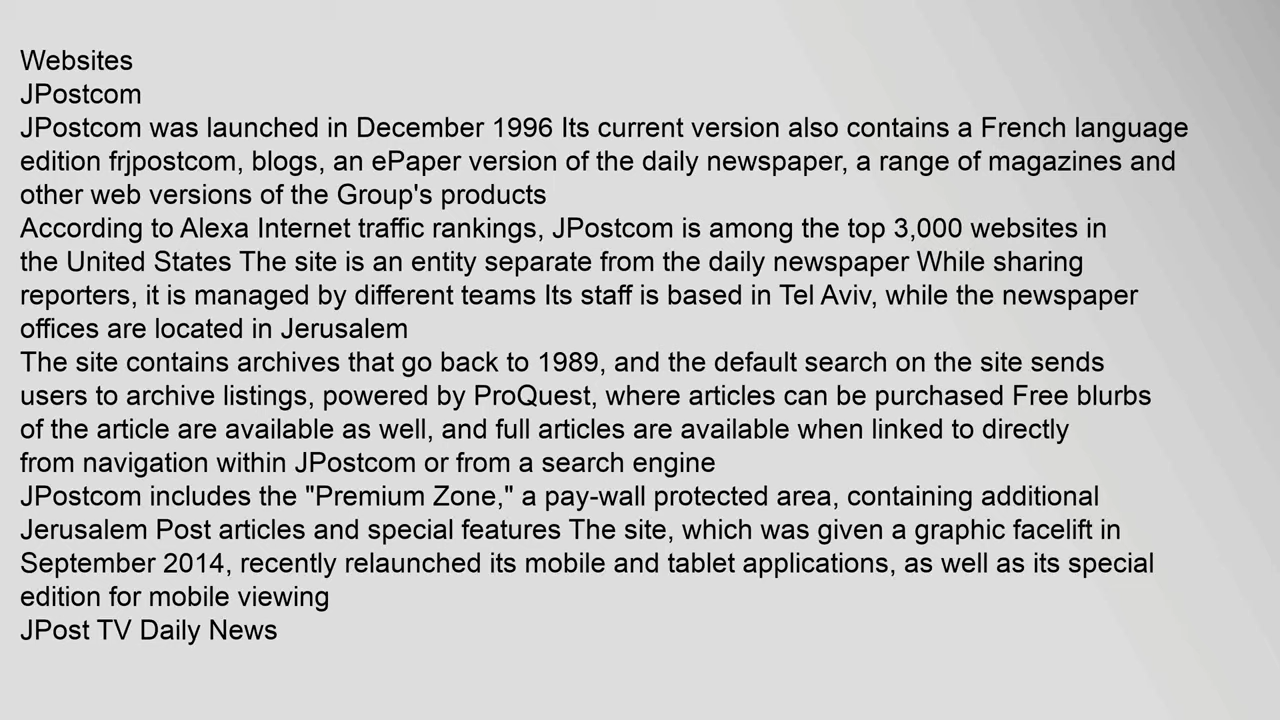 Websites
JPostcom
JPostcom was launched in December 1996 Its current version also contains a French language
edition frjpostcom, blogs, an ePaper version of the daily newspaper, a range of magazines and
other web versions of the Group's products
According to Alexa Internet traffic rankings, JPostcom is among the top 3,000 websites in
the United States The site is an entity separate from the daily newspaper While sharing
reporters, it is managed by different teams Its staff is based in Tel Aviv, while the newspaper
offices are located in Jerusalem
The site contains archives that go back to 1989, and the default search on the site sends
users to archive listings, powered by ProQuest, where articles can be purchased Free blurbs
of the article are available as well, and full articles are available when linked to directly
from navigation within JPostcom or from a search engine
JPostcom includes the "Premium Zone," a pay-wall protected area, containing additional
Jerusalem Post articles and special features The site, which was given a graphic facelift in
September 2014, recently relaunched its mobile and tablet applications, as well as its special
edition for mobile viewing
JPost TV Daily News